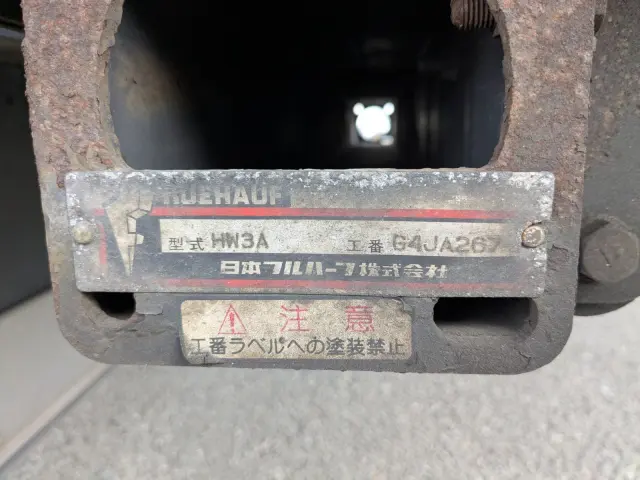 FRUEHAUF
型式 HW3A 工番 G4JA267
日本フルハーフ株式会社
注意
工番ラベルへの塗装禁止